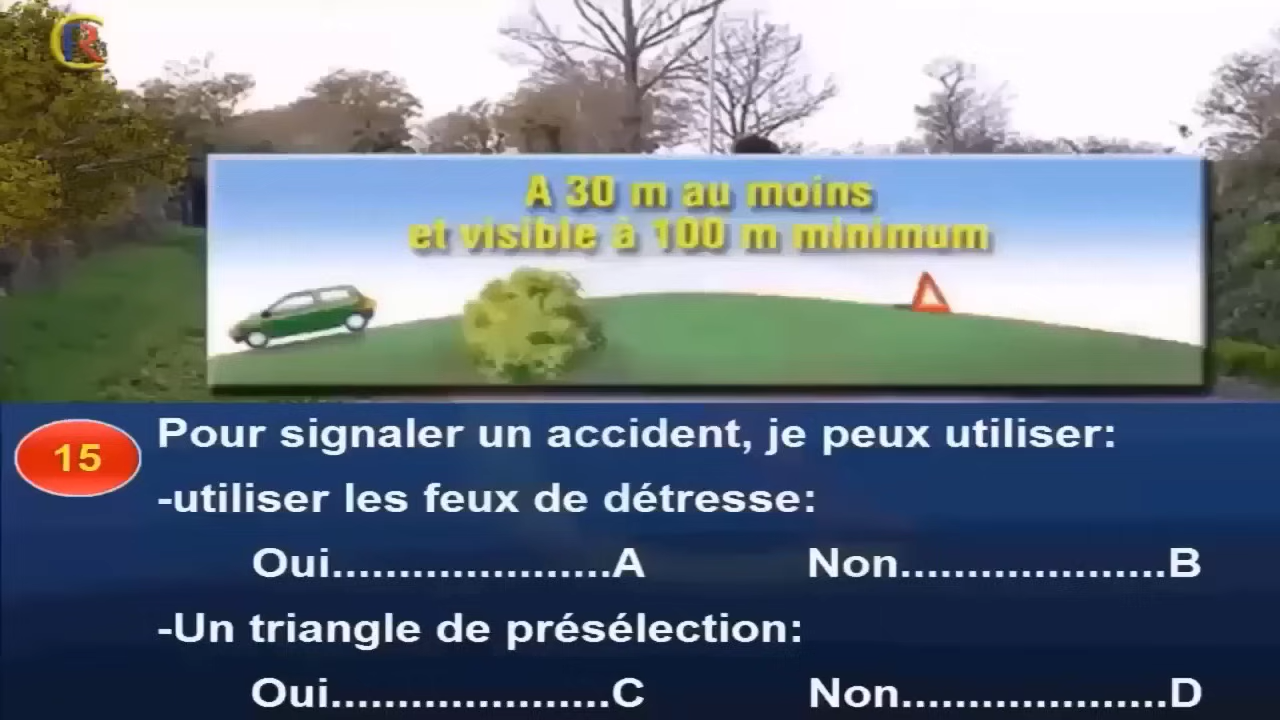 A 30 m au moins
et visible à 100 m minimum
15
Pour signaler un accident, je peux utiliser:
-utiliser les feux de détresse:
Oui.....................A Non....................B
-Un triangle de présélection:
Oui.....................C Non....................D